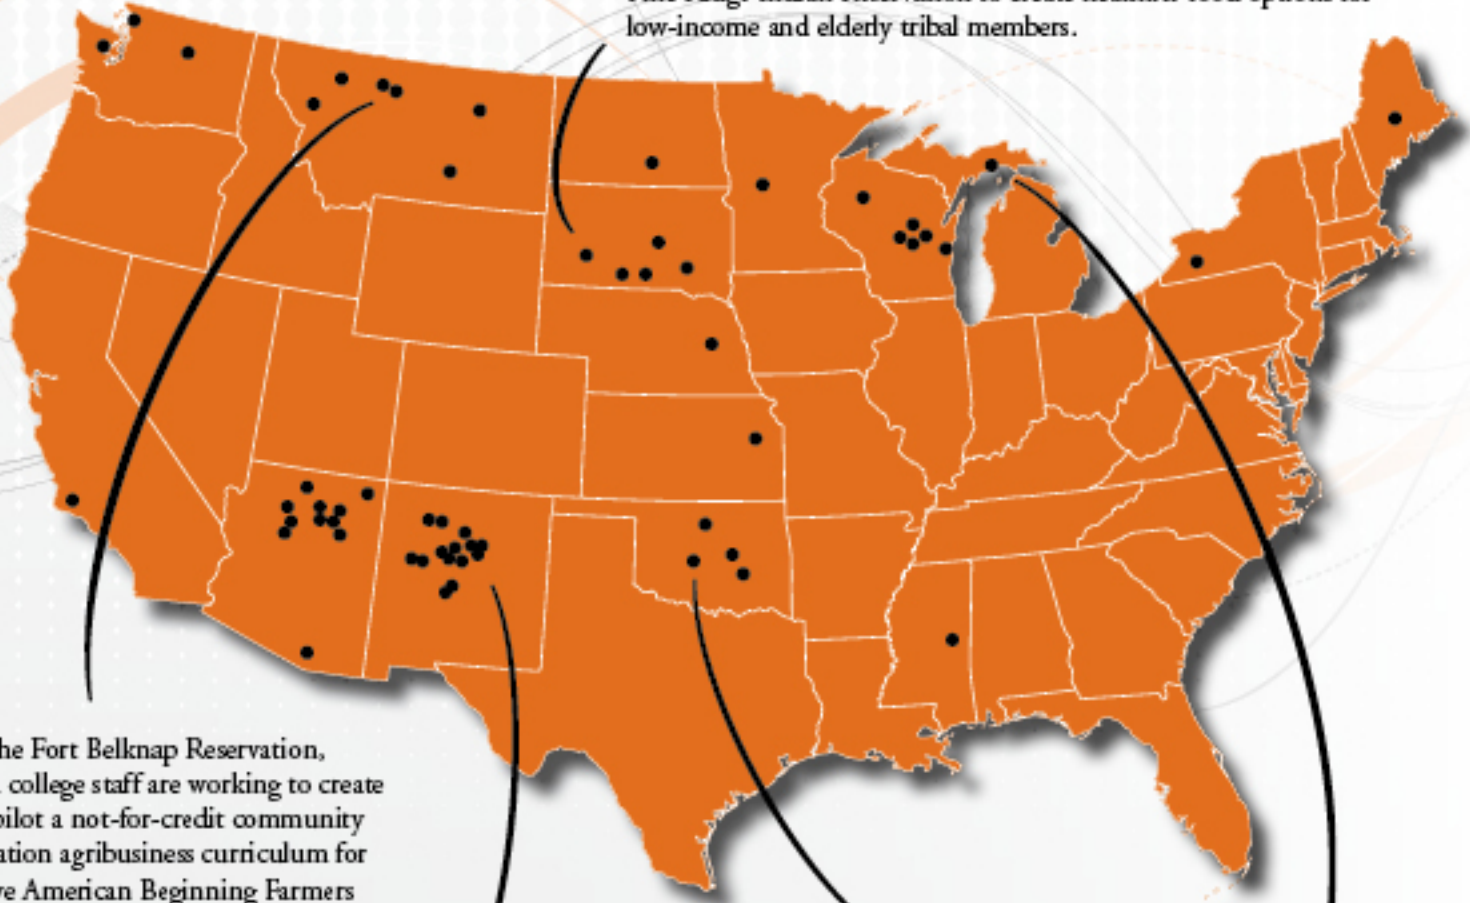 low-income and elderly tribal members.
he Fort Belknap Reservation,
college staff are working to create
pilot a not-for-credit community
ation agribusiness curriculum for
ve American Beginning Farmers